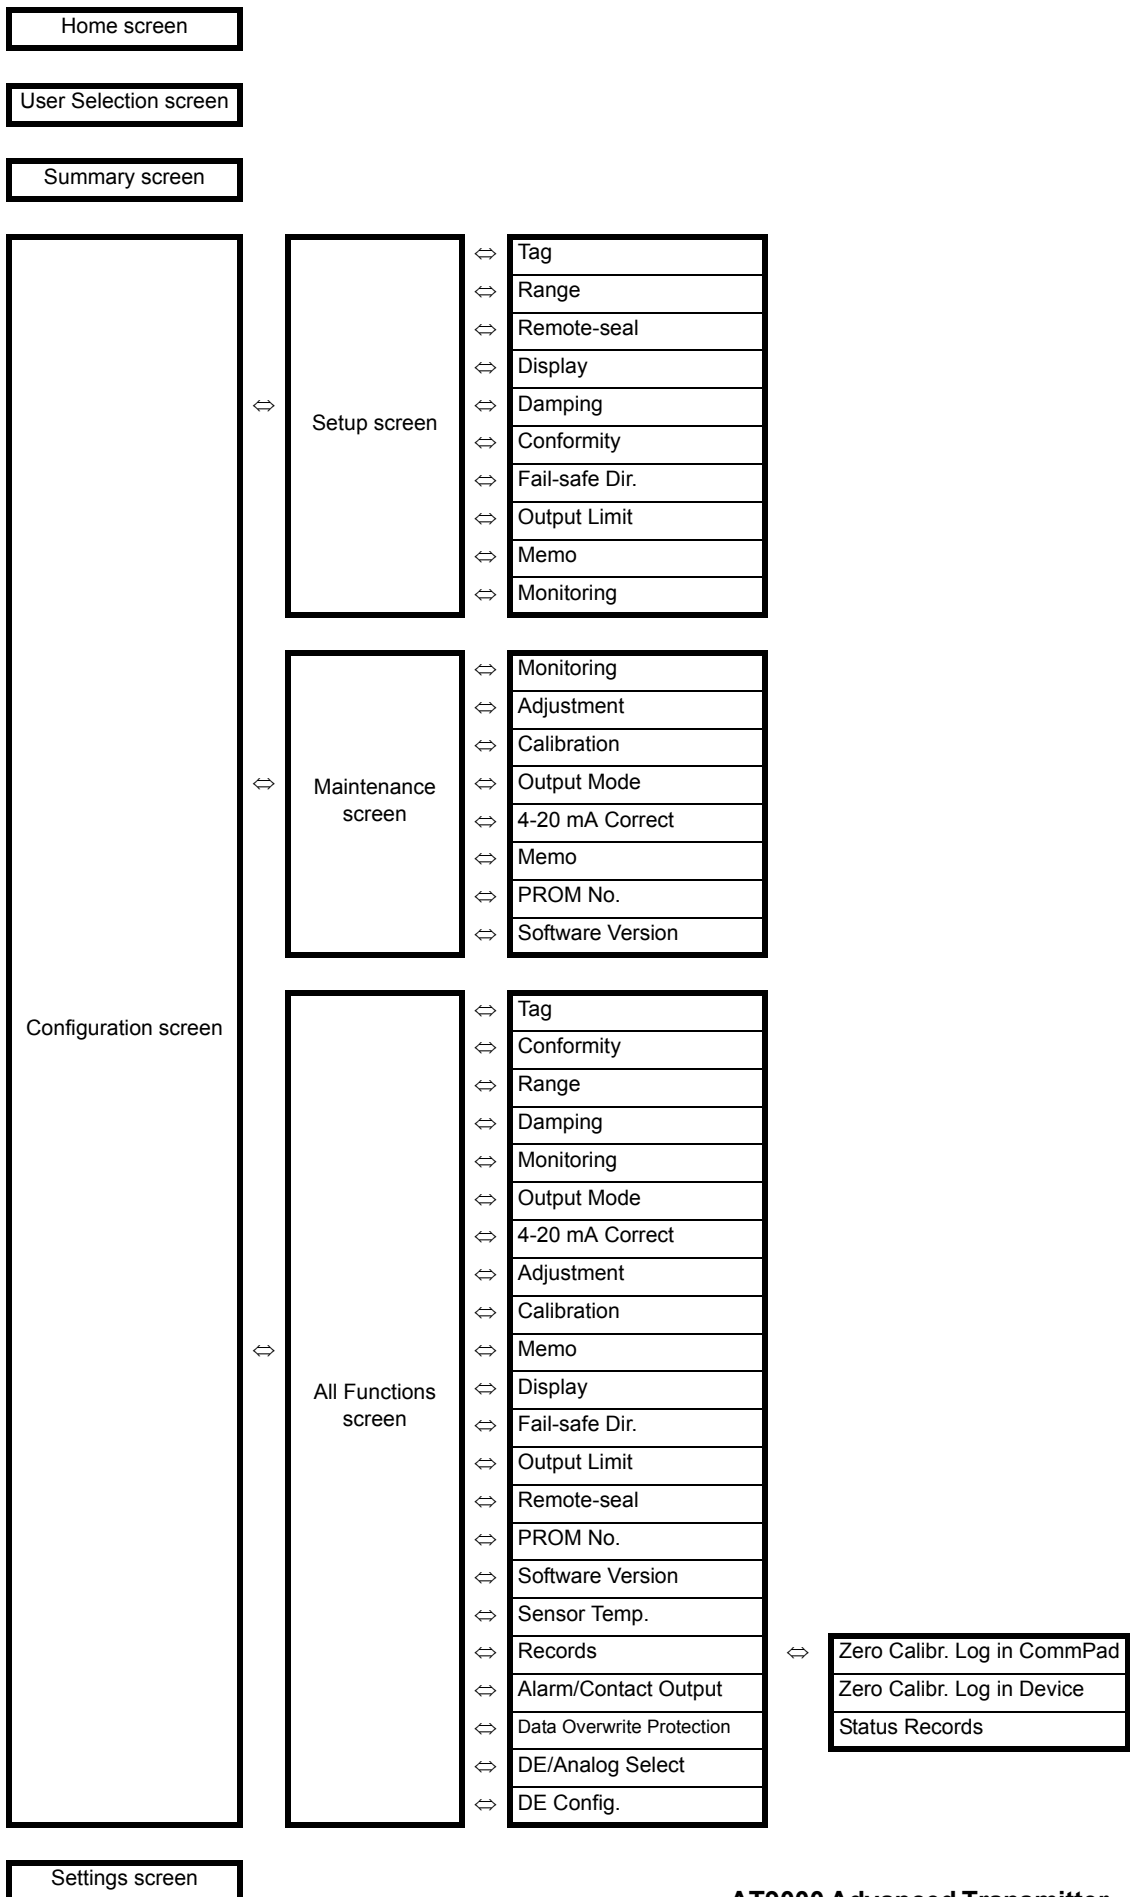 Home screen
User Selection screen
Summary screen
Configuration screen
⇔
Setup screen
⇔ Tag
⇔ Range
⇔ Remote-seal
⇔ Display
⇔ Damping
⇔ Conformity
⇔ Fail-safe Dir.
⇔ Output Limit
⇔ Memo
⇔ Monitoring
⇔
Maintenance
screen
⇔ Monitoring
⇔ Adjustment
⇔ Calibration
⇔ Output Mode
⇔ 4-20 mA Correct
⇔ Memo
⇔ PROM No.
⇔ Software Version
⇔
All Functions
screen
⇔ Tag
⇔ Conformity
⇔ Range
⇔ Damping
⇔ Monitoring
⇔ Output Mode
⇔ 4-20 mA Correct
⇔ Adjustment
⇔ Calibration
⇔ Memo
⇔ Display
⇔ Fail-safe Dir.
⇔ Output Limit
⇔ Remote-seal
⇔ PROM No.
⇔ Software Version
⇔ Sensor Temp.
⇔ Records ⇔ Zero Calibr. Log in CommPad
⇔ Alarm/Contact Output Zero Calibr. Log in Device
⇔ Data Overwrite Protection Status Records
⇔ DE/Analog Select
⇔ DE Config.
Settings screen
AT9000 Advanced Transmitter